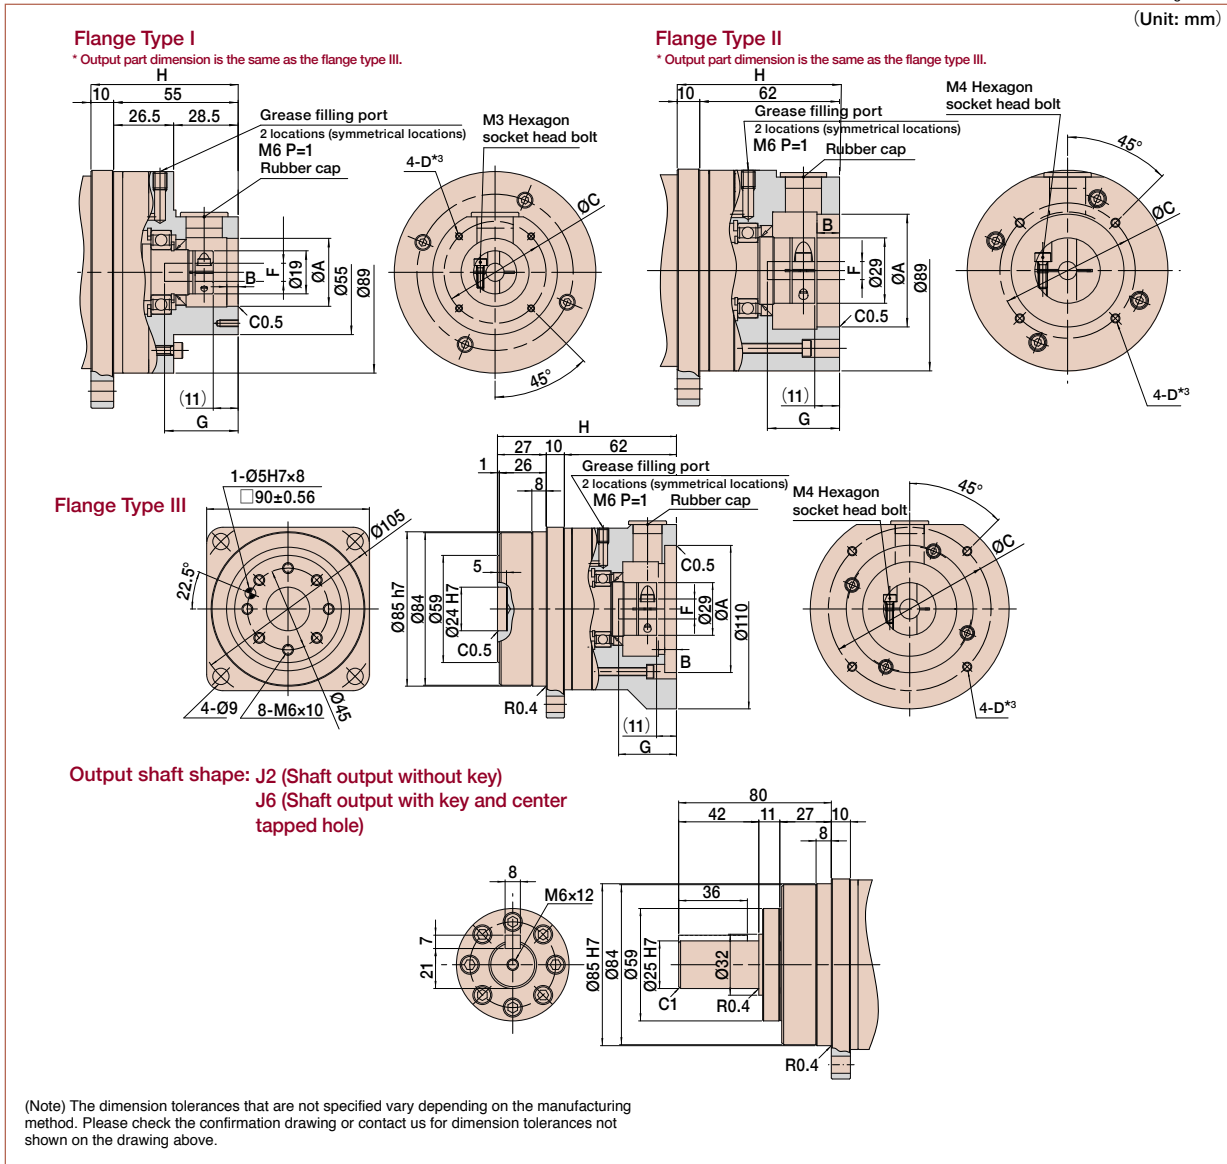 (Unit: mm)
Flange Type I
* Output part dimension is the same as the flange type III.
H
10
55
26.5
28.5
Grease filling port
2 locations (symmetrical locations)
M6 P=1
Rubber cap
M3 Hexagon
socket head bolt
4-D*3
ØC
B
F
Ø19
ØA
Ø55
Ø89
C0.5
(11)
G
45°
Flange Type II
* Output part dimension is the same as the flange type III.
H
10
62
Grease filling port
2 locations (symmetrical locations)
M6 P=1
Rubber cap
M4 Hexagon
socket head bolt
45°
ØC
B
F
Ø29
ØA
Ø89
C0.5
(11)
G
4-D*3
Flange Type III
1-Ø5H7×8
□90±0.56
Ø105
22.5°
4-Ø9
8-M6×10
Ø45
H
27
10
62
1
26
8
Grease filling port
2 locations (symmetrical locations)
M6 P=1
Rubber cap
5
Ø85 h7
Ø84
Ø59
Ø24 H7
C0.5
R0.4
C0.5
F
Ø29
ØA
Ø110
B
(11)
G
M4 Hexagon
socket head bolt
45°
ØC
4-D*3
Output shaft shape: J2 (Shaft output without key)
J6 (Shaft output with key and center
tapped hole)
8
M6×12
7
21
80
42
11
27
10
8
36
Ø85 H7
Ø84
Ø59
Ø25 H7
Ø32
C1
R0.4
R0.4
(Note) The dimension tolerances that are not specified vary depending on the manufacturing
method. Please check the confirmation drawing or contact us for dimension tolerances not
shown on the drawing above.